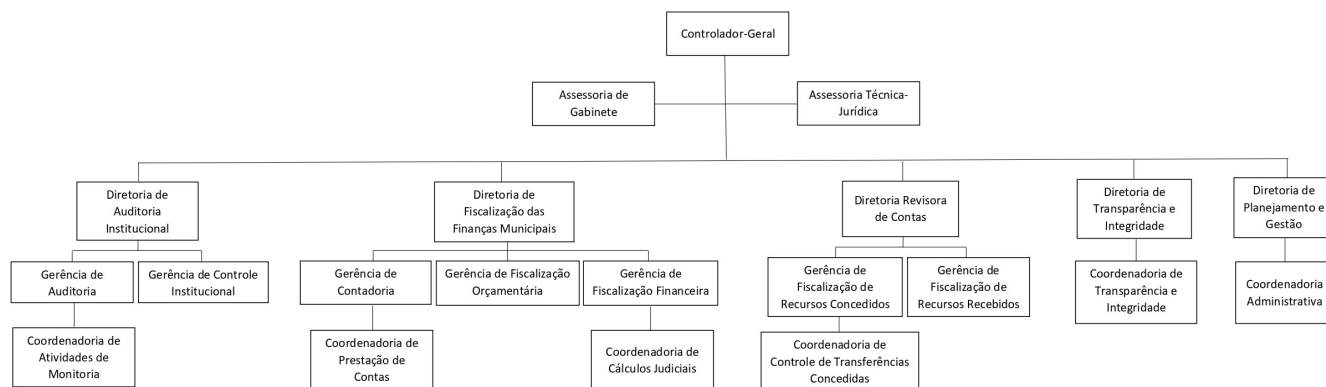 Controlador-Geral
Assessoria de
Gabinete
Assessoria Técnica-
Jurídica
Diretoria de
Auditoria
Institucional
Diretoria de
Fiscalização das
Finanças Municipais
Diretoria Revisora
de Contas
Diretoria de
Transparência e
Integridade
Diretoria de
Planejamento e
Gestão
Gerência de
Auditoria
Gerência de Controle
Institucional
Gerência de
Contadoria
Gerência de Fiscalização
Orçamentária
Gerência de
Fiscalização Financeira
Gerência de
Fiscalização de
Recursos Concedidos
Gerência de
Fiscalização de
Recursos Recebidos
Coordenadoria de
Transparência e
Integridade
Coordenadoria
Administrativa
Coordenadoria de
Atividades de
Monitoria
Coordenadoria de
Prestação de
Contas
Coordenadoria de
Cálculos Judiciais
Coordenadoria de
Controle de Transferências
Concedidas